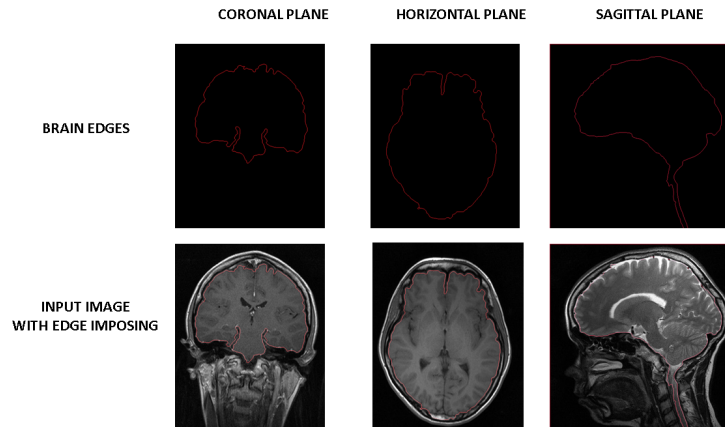 CORONAL PLANE
HORIZONTAL PLANE
SAGITTAL PLANE
BRAIN EDGES
INPUT IMAGE
WITH EDGE IMPOSING